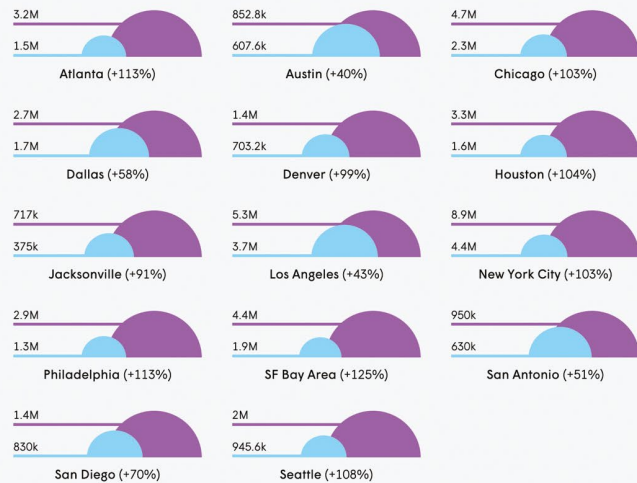 3.2M
1.5M
Atlanta (+113%)
852.8k
607.6k
Austin (+40%)
4.7M
2.3M
Chicago (+103%)
2.7M
1.7M
Dallas (+58%)
1.4M
703.2k
Denver (+99%)
3.3M
1.6M
Houston (+104%)
717k
375k
Jacksonville (+91%)
5.3M
3.7M
Los Angeles (+43%)
8.9M
4.4M
New York City (+103%)
2.9M
1.3M
Philadelphia (+113%)
4.4M
1.9M
SF Bay Area (+125%)
950k
630k
San Antonio (+51%)
1.4M
830k
San Diego (+70%)
2M
945.6k
Seattle (+108%)